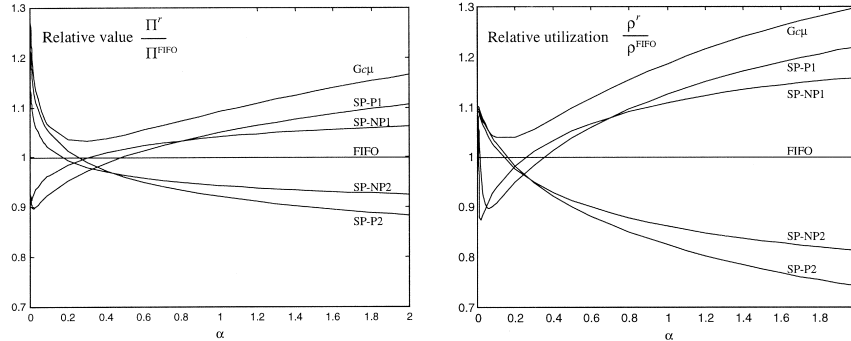 Relative value Πʳ / Πᶠᴵᶠᴼ
1.3
1.2
1.1
1
0.9
0.8
0.7
Gcμ
SP-P1
SP-NP1
FIFO
SP-NP2
SP-P2
0 0.2 0.4 0.6 0.8 1 1.2 1.4 1.6 1.8 2
α
Relative utilization ρʳ / ρᶠᴵᶠᴼ
1.3
1.2
1.1
1
0.9
0.8
0.7
Gcμ
SP-P1
SP-NP1
FIFO
SP-NP2
SP-P2
0 0.2 0.4 0.6 0.8 1 1.2 1.4 1.6 1.8
α